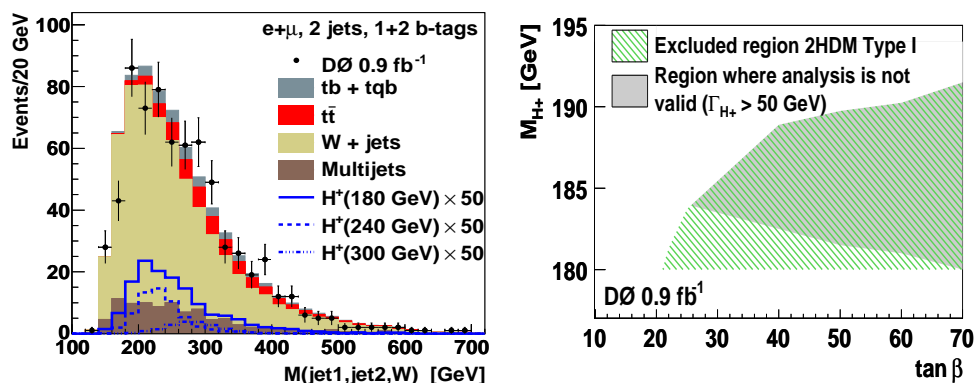 e+μ, 2 jets, 1+2 b-tags
Events/20 GeV
100
80
60
40
20
0
DØ 0.9 fb⁻¹
tb + tqb
tt̄
W + jets
Multijets
H⁺(180 GeV) × 50
H⁺(240 GeV) × 50
H⁺(300 GeV) × 50
100 200 300 400 500 600 700
M(jet1,jet2,W) [GeV]
M_H+ [GeV]
195
190
185
180
Excluded region 2HDM Type I
Region where analysis is not
valid (Γ_H+ > 50 GeV)
DØ 0.9 fb⁻¹
10 20 30 40 50 60 70
tan β